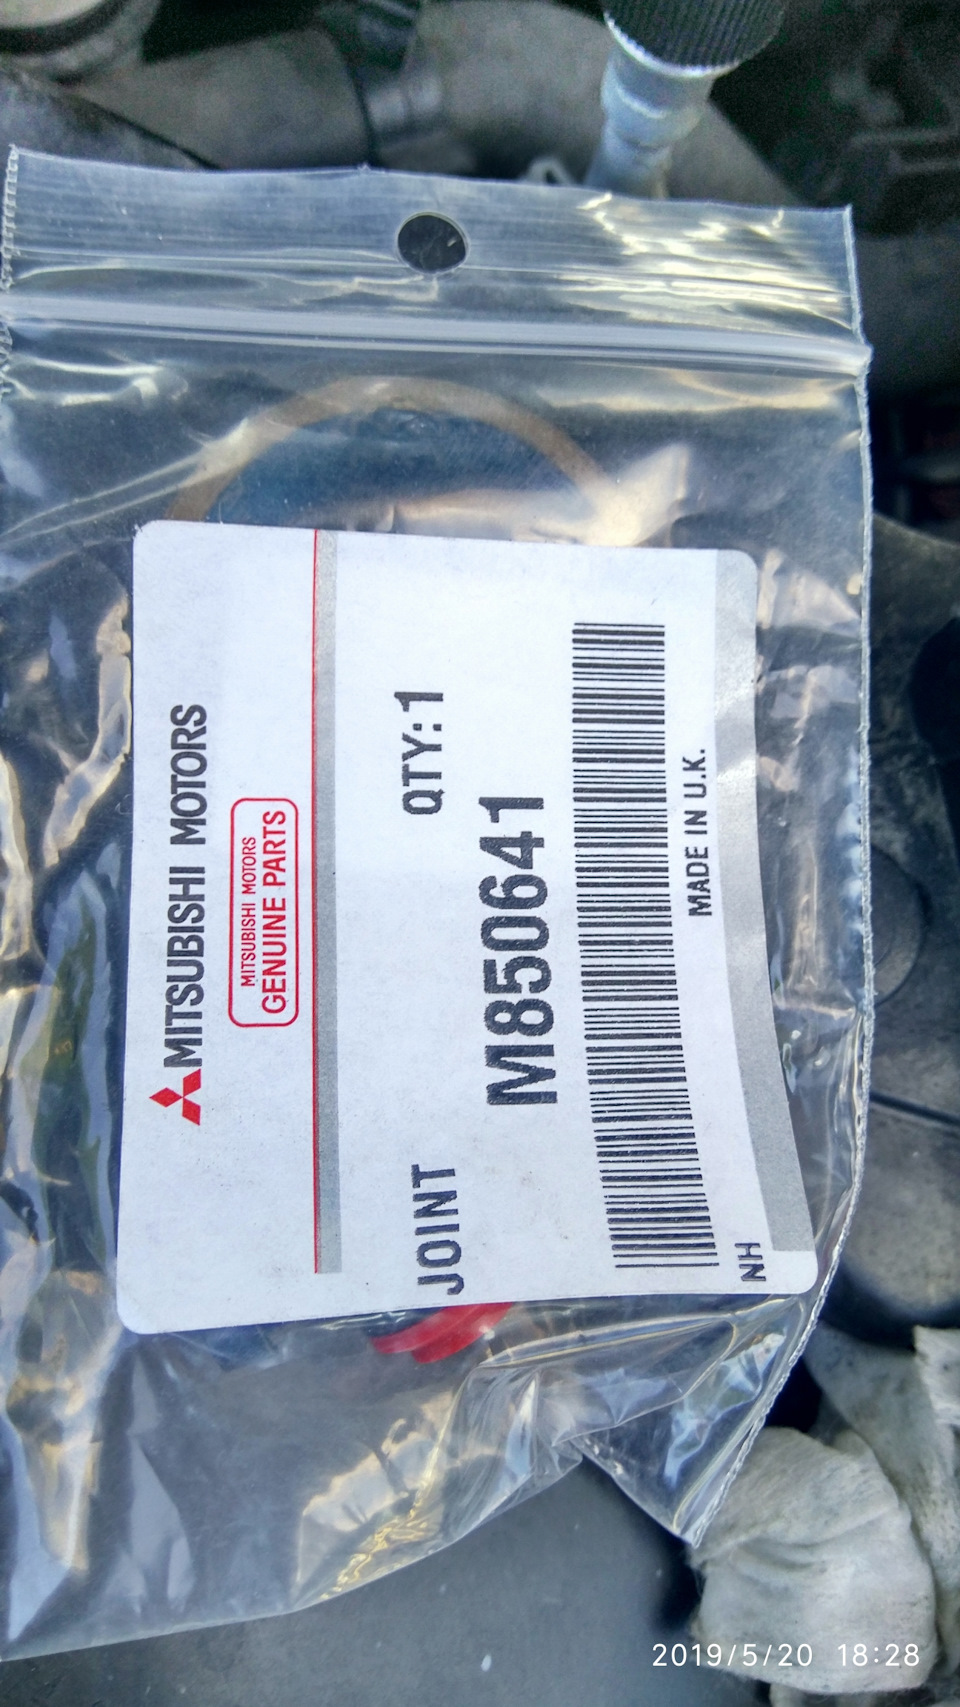 MITSUBISHI MOTORS
MITSUBISHI MOTORS
GENUINE PARTS
JOINT QTY:1
M850641
MADE IN U.K.
NH
2019/5/20 18:28